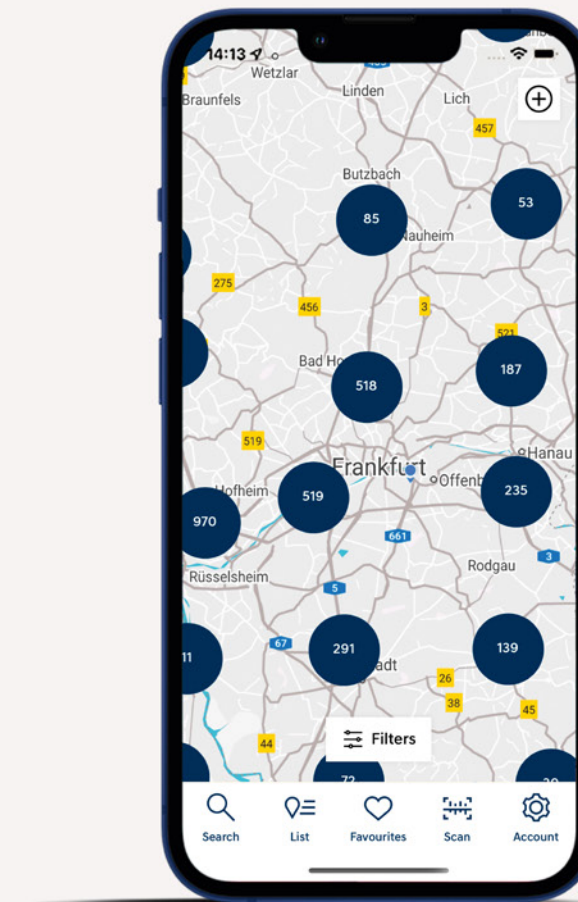 14:13
Wetzlar
Braunfels
Linden
Lich
457
Butzbach
85
53
Nauheim
275
456
3
521
187
Bad Ho
518
519
Frankfurt
Hanau
Offenb
Hofheim
519
235
970
661
3
Rodgau
Rüsselsheim
5
67
291
139
11
adt
26
38
45
44
Filters
72
20
Search
List
Favourites
Scan
Account